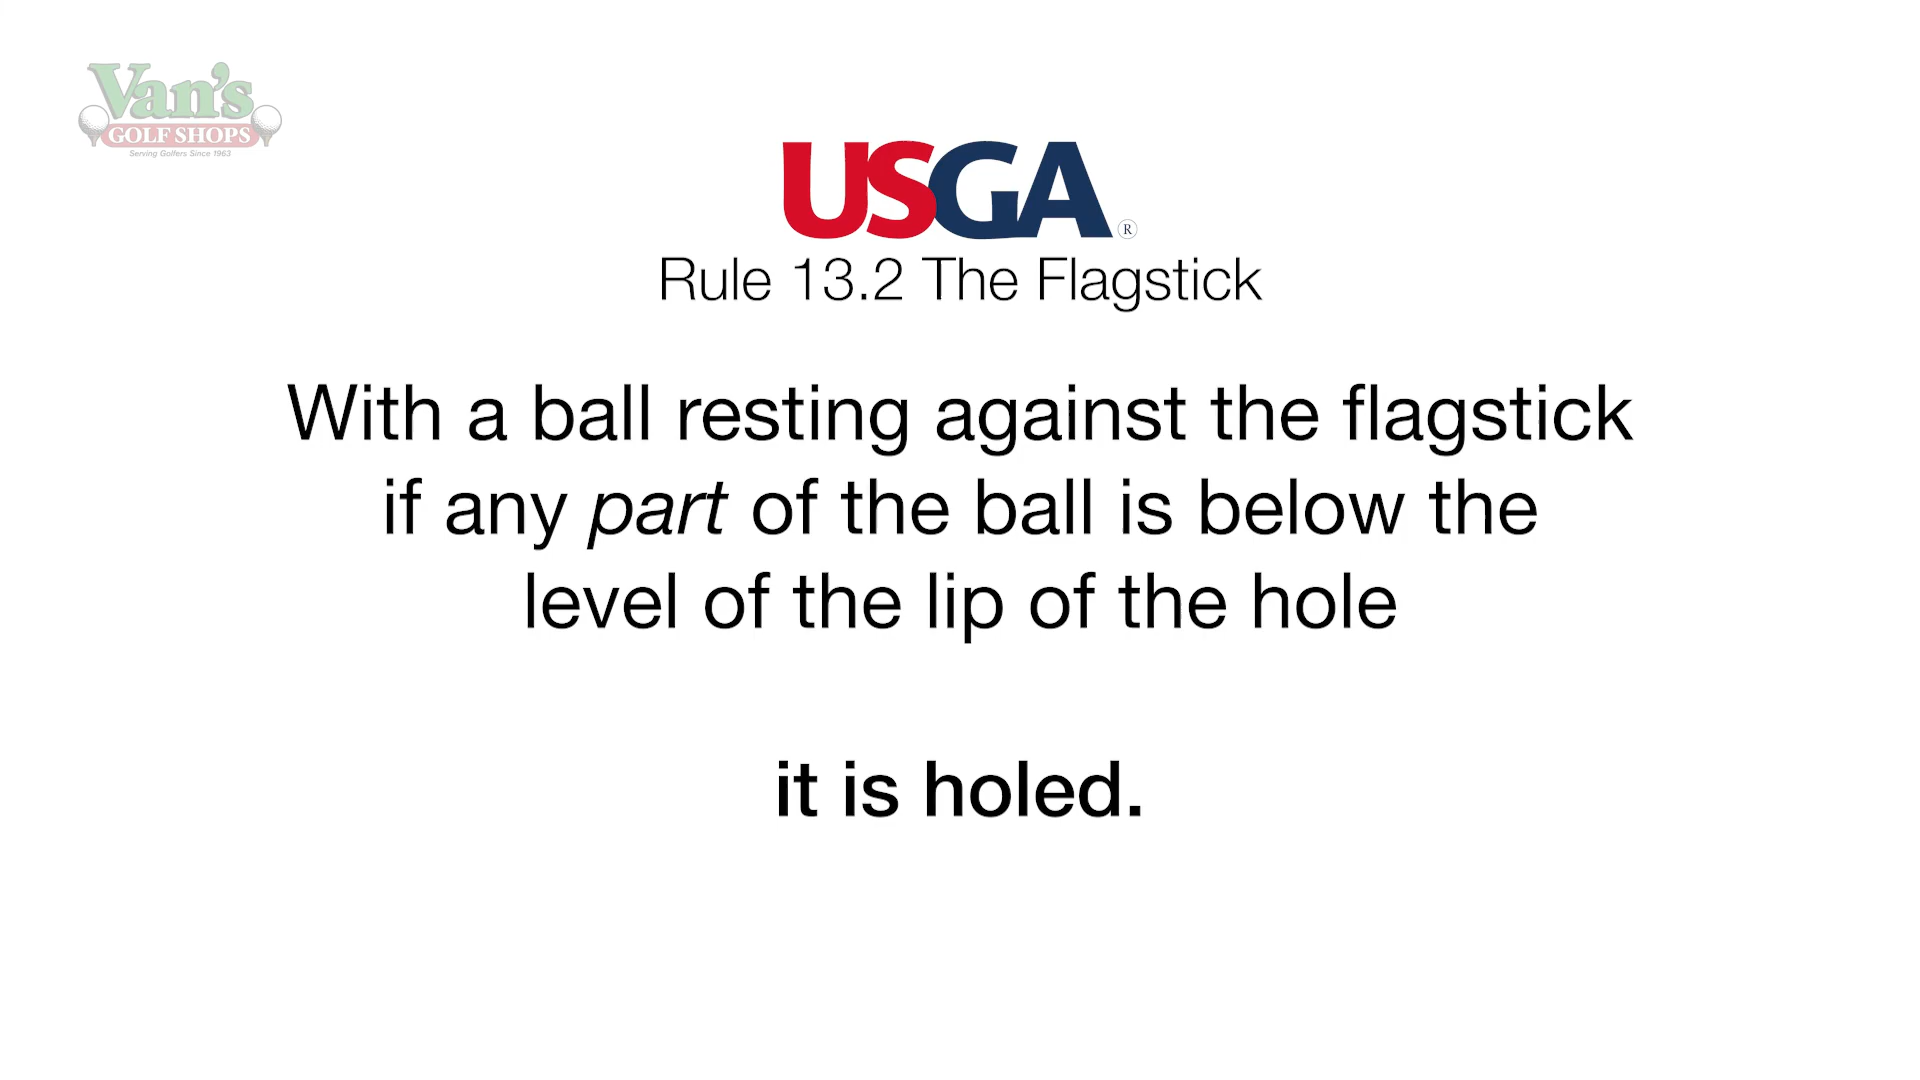 Van's
GOLF SHOPS
Serving Golfers Since 1963
USGA®
Rule 13.2 The Flagstick
With a ball resting against the flagstick
if any part of the ball is below the
level of the lip of the hole
it is holed.